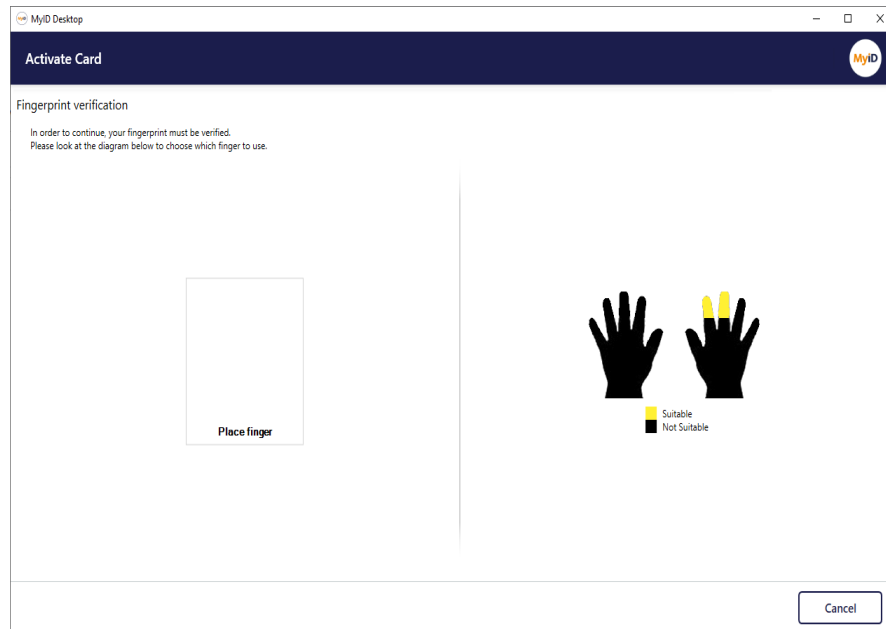 MyID MyID Desktop
Activate Card
MyiD
Fingerprint verification
In order to continue, your fingerprint must be verified.
Please look at the diagram below to choose which finger to use.
Place finger
Suitable
Not Suitable
Cancel